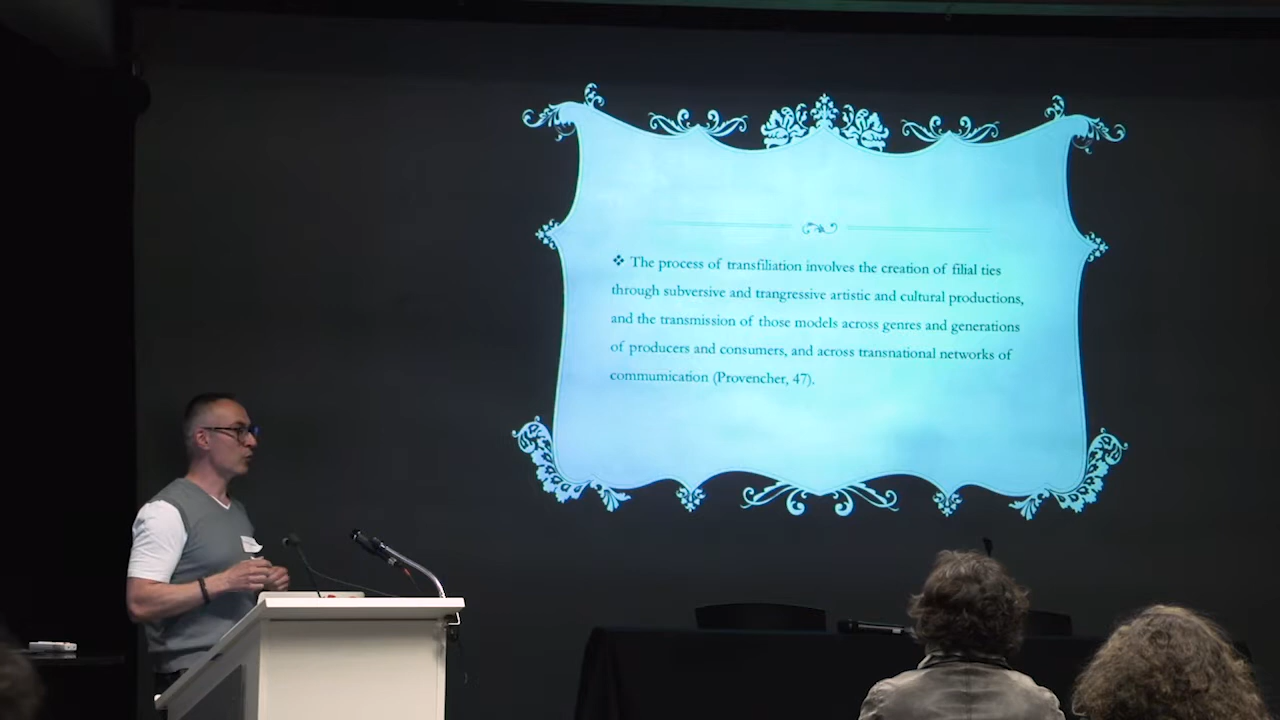 ❖ The process of transfiliation involves the creation of filial ties
through subversive and trangressive artistic and cultural productions,
and the transmission of those models across genres and generations
of producers and consumers, and across transnational networks of
commumication (Provencher, 47).